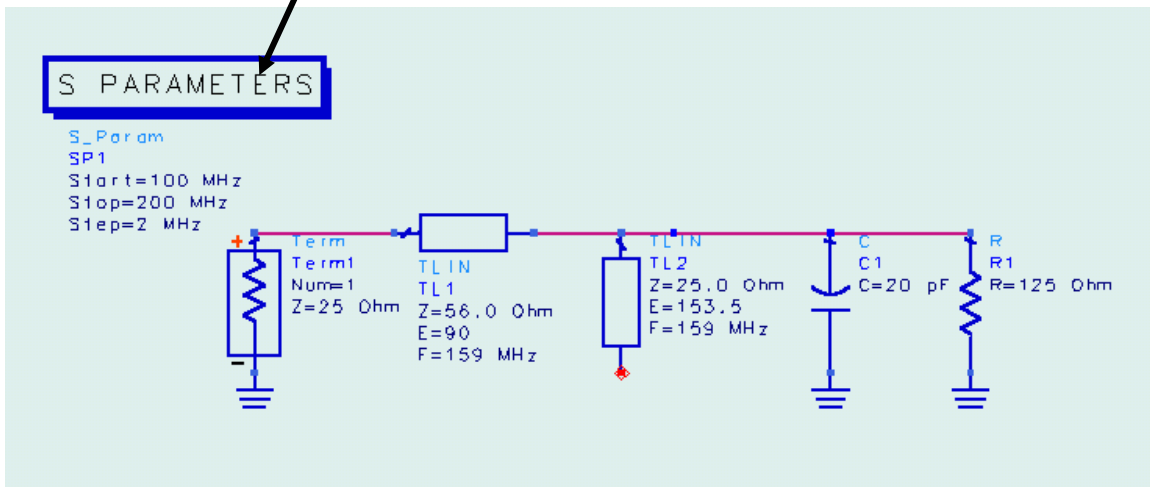 S PARAMETERS
S_Param
SP1
Start=100 MHz
Stop=200 MHz
Step=2 MHz
+
-
Term
Term1
Num=1
Z=25 Ohm
TLIN
TL1
Z=56.0 Ohm
E=90
F=159 MHz
TLIN
TL2
Z=25.0 Ohm
E=153.5
F=159 MHz
C
C1
C=20 pF
R
R1
R=125 Ohm